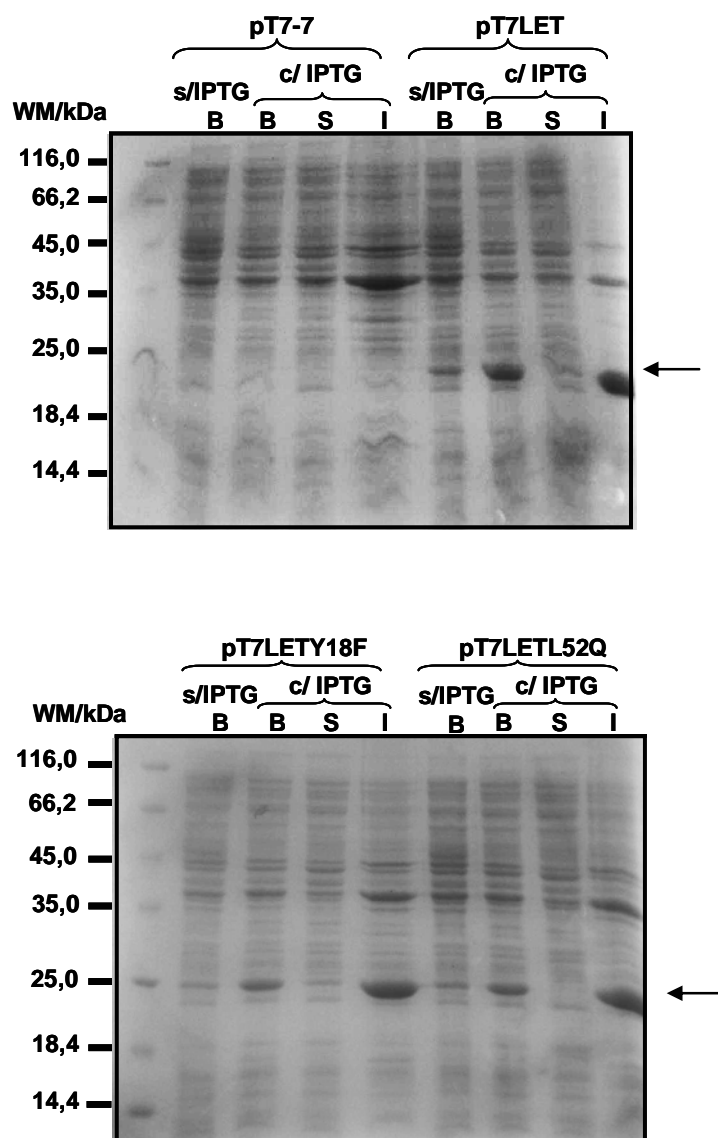 pT7-7 pT7LET
c/ IPTG c/ IPTG
s/IPTG s/IPTG
WM/kDa B B S I B B S I
116,0
66,2
45,0
35,0
25,0
18,4
14,4
pT7LETY18F pT7LETL52Q
s/IPTG c/ IPTG s/IPTG c/ IPTG
WM/kDa B B S I B B S I
116,0
66,2
45,0
35,0
25,0
18,4
14,4